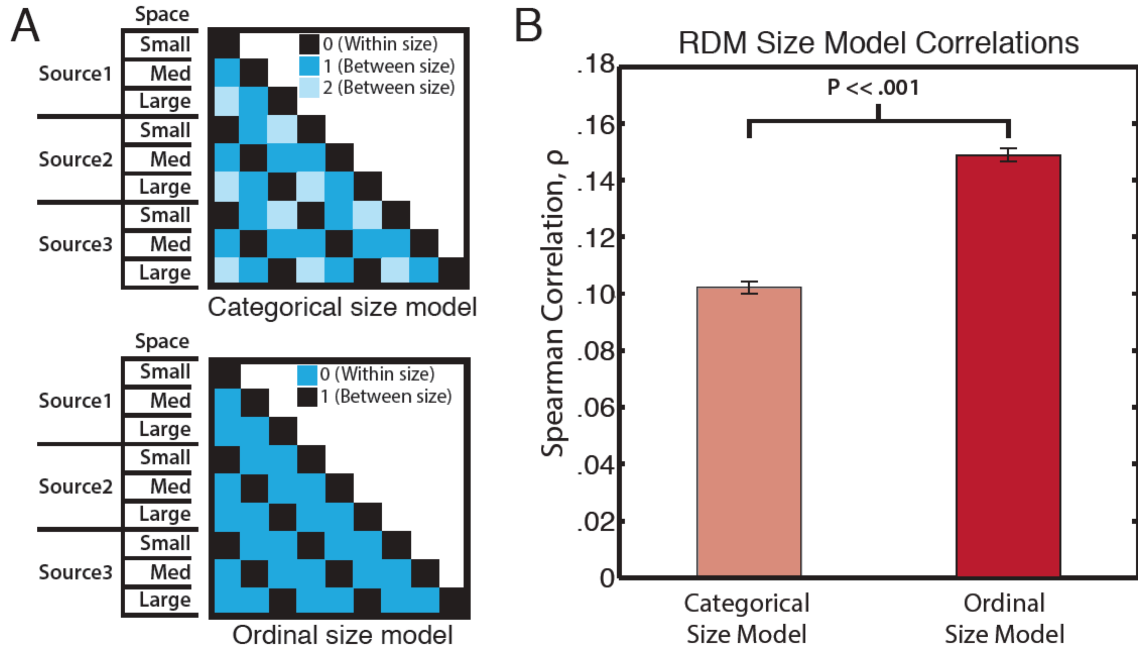 A
Space
Small
0 (Within size)
Source1
Med
1 (Between size)
Large
2 (Between size)
Small
Source2
Med
Large
Small
Source3
Med
Large
Categorical size model
Space
Small
0 (Within size)
Source1
Med
1 (Between size)
Large
Small
Source2
Med
Large
Small
Source3
Med
Large
Ordinal size model
B
RDM Size Model Correlations
P << .001
Spearman Correlation, ρ
.18
.16
.14
.12
.10
.08
.06
.04
.02
0
Categorical
Size Model
Ordinal
Size Model